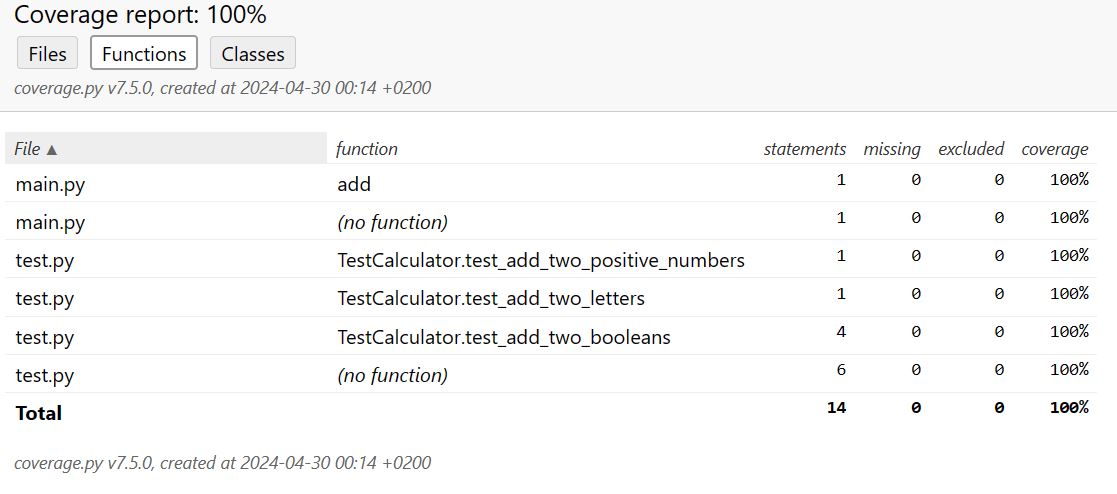 Coverage report: 100%
Files Functions Classes
coverage.py v7.5.0, created at 2024-04-30 00:14 +0200
File ▲ function statements missing excluded coverage
main.py add 1 0 0 100%
main.py (no function) 1 0 0 100%
test.py TestCalculator.test_add_two_positive_numbers 1 0 0 100%
test.py TestCalculator.test_add_two_letters 1 0 0 100%
test.py TestCalculator.test_add_two_booleans 4 0 0 100%
test.py (no function) 6 0 0 100%
Total 14 0 0 100%
coverage.py v7.5.0, created at 2024-04-30 00:14 +0200